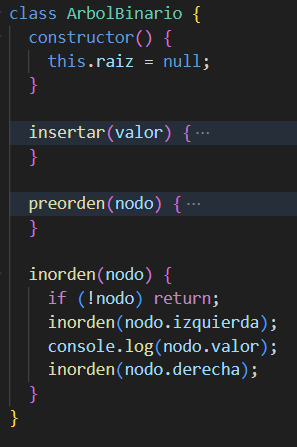 class ArbolBinario {
  constructor() {
    this.raiz = null;
  }

  insertar(valor) {···
  }

  preorden(nodo) {···
  }

  inorden(nodo) {
    if (!nodo) return;
    inorden(nodo.izquierda);
    console.log(nodo.valor);
    inorden(nodo.derecha);
  }
}